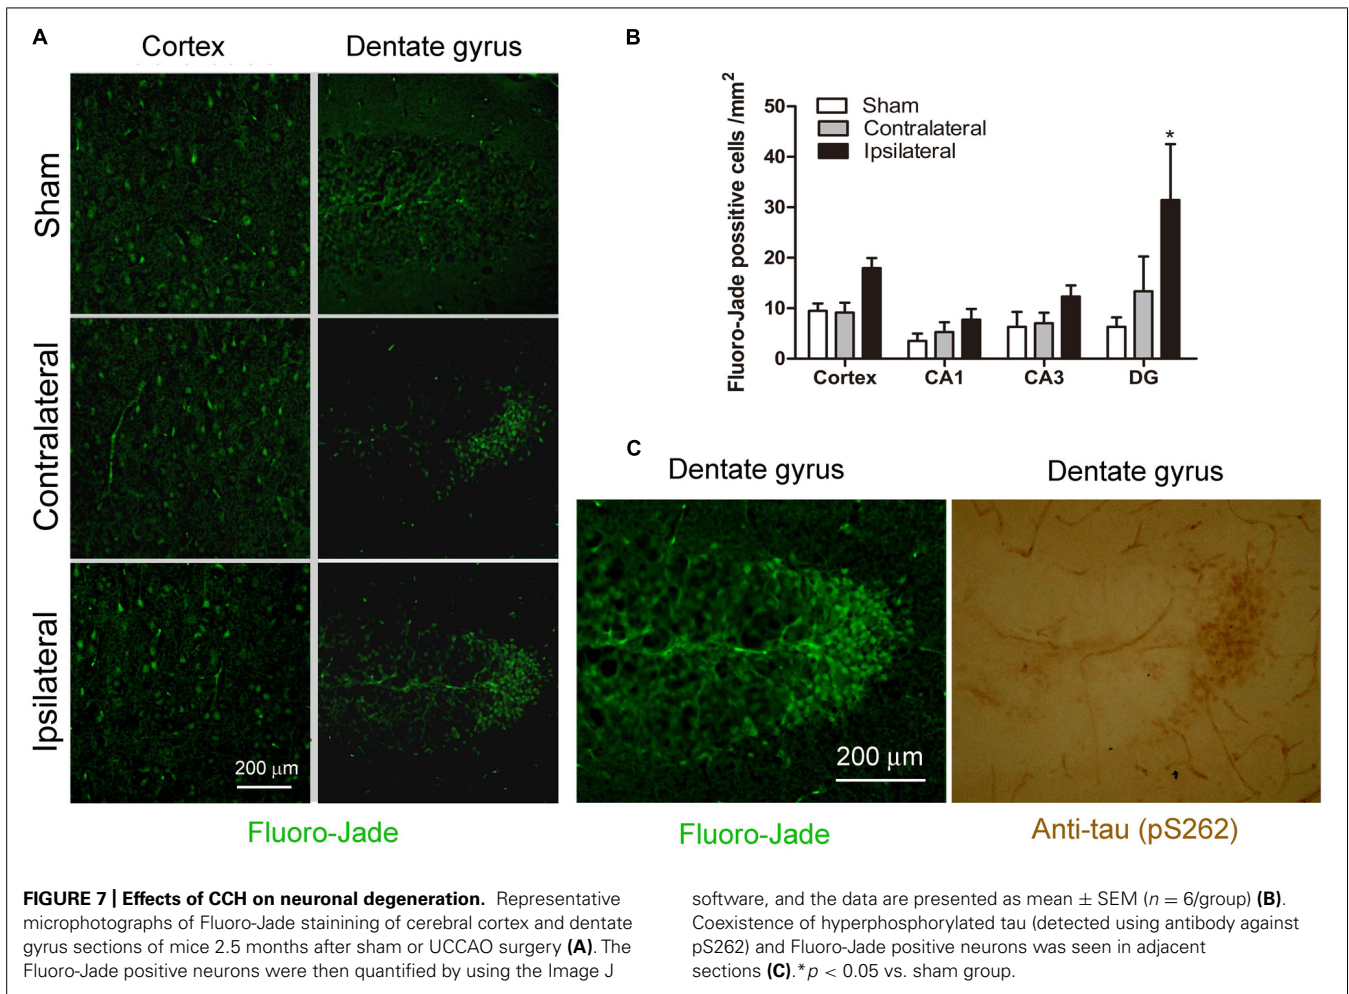 A
Cortex
Dentate gyrus
Sham
Contralateral
Ipsilateral
200 μm
Fluoro-Jade
B
Fluoro-Jade possitive cells /mm²
50
40
30
20
10
0
Sham
Contralateral
Ipsilateral
*
Cortex
CA1
CA3
DG
C
Dentate gyrus
Dentate gyrus
200 μm
Fluoro-Jade
Anti-tau (pS262)
FIGURE 7 | Effects of CCH on neuronal degeneration. Representative
microphotographs of Fluoro-Jade stainining of cerebral cortex and dentate
gyrus sections of mice 2.5 months after sham or UCCAO surgery (A). The
Fluoro-Jade positive neurons were then quantified by using the Image J
software, and the data are presented as mean ± SEM (n = 6/group) (B).
Coexistence of hyperphosphorylated tau (detected using antibody against
pS262) and Fluoro-Jade positive neurons was seen in adjacent
sections (C).*p < 0.05 vs. sham group.